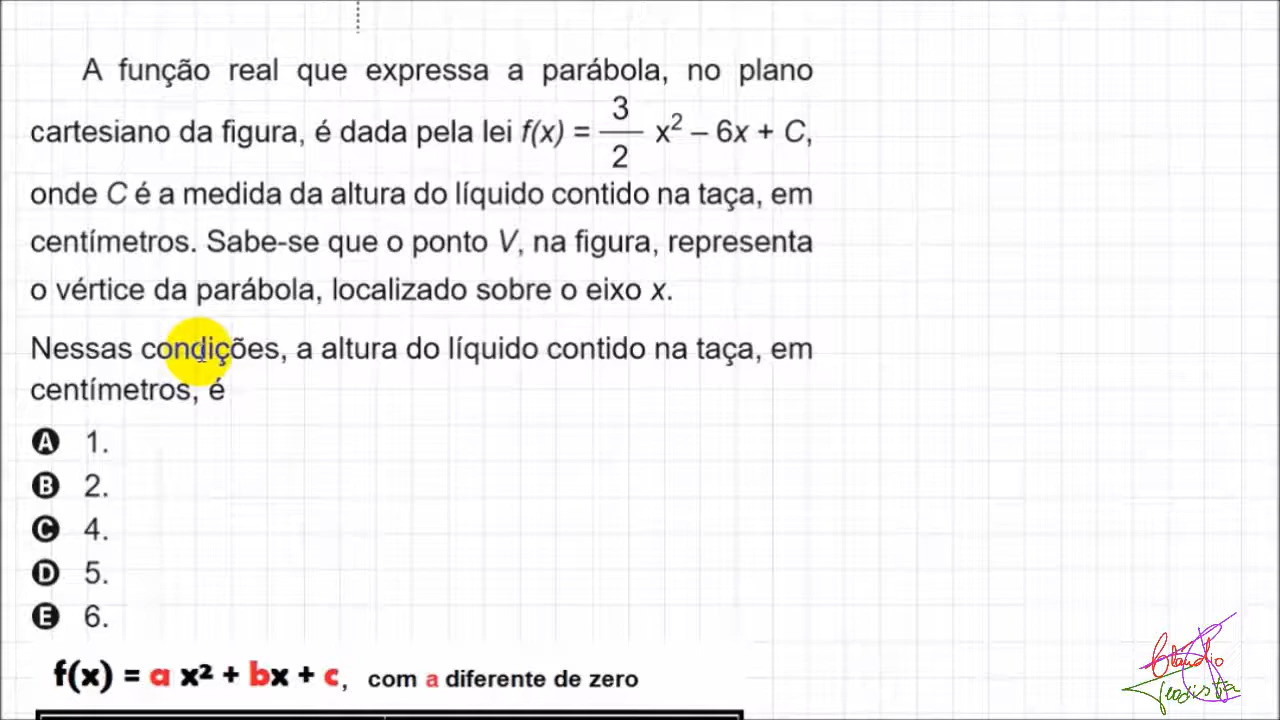 A função real que expressa a parábola, no plano
cartesiano da figura, é dada pela lei f(x) = 3/2 x² – 6x + C,
onde C é a medida da altura do líquido contido na taça, em
centímetros. Sabe-se que o ponto V, na figura, representa
o vértice da parábola, localizado sobre o eixo x.
Nessas condições, a altura do líquido contido na taça, em
centímetros, é
A 1.
B 2.
C 4.
D 5.
E 6.
f(x) = a x² + bx + c, com a diferente de zero